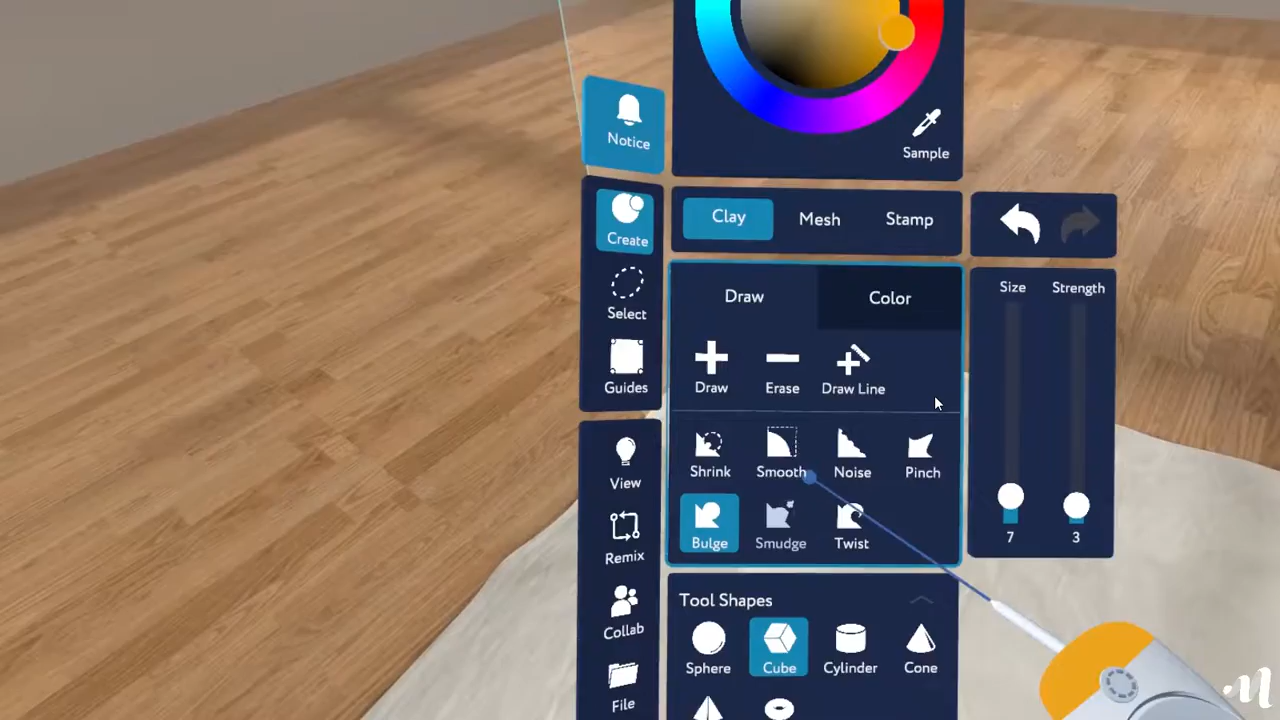 Sample
Notice
Create
Select
Guides
View
Remix
Collab
File
Clay
Mesh
Stamp
Draw
Color
Draw
Erase
Draw Line
Shrink
Smooth
Noise
Pinch
Bulge
Smudge
Twist
Size
Strength
7
3
Tool Shapes
Sphere
Cube
Cylinder
Cone